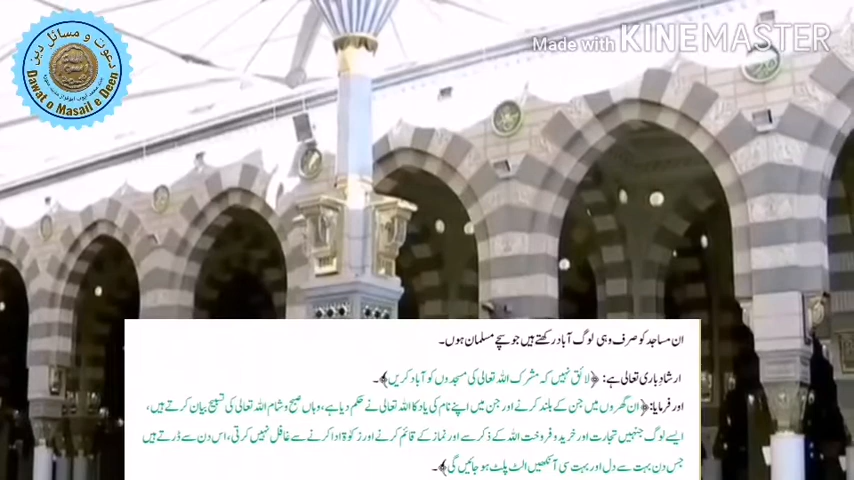 Made with KINEMASTER
دعوت و مسائل دین
Dawat o Masail e Deen
ان مساجد کو صرف وہی لوگ آباد رکھتے ہیں جو سچے مسلمان ہوں۔
ارشادِ باری تعالیٰ ہے: ﴿لائق نہیں کہ مشرک اللہ تعالیٰ کی مسجدوں کو آباد کریں﴾۔
اور فرمایا: ﴿ان گھروں میں جن کے بلند کرنے اور جن میں اپنے نام کی یاد کا اللہ تعالیٰ نے حکم دیا ہے، وہاں صبح و شام اللہ تعالیٰ کی تسبیح بیان کرتے ہیں،
ایسے لوگ جنہیں تجارت اور خرید و فروخت اللہ کے ذکر سے اور نماز کے قائم کرنے اور زکوٰۃ ادا کرنے سے غافل نہیں کرتی، اس دن سے ڈرتے ہیں
جس دن بہت سے دل اور بہت سی آنکھیں الٹ پلٹ ہو جائیں گی﴾۔